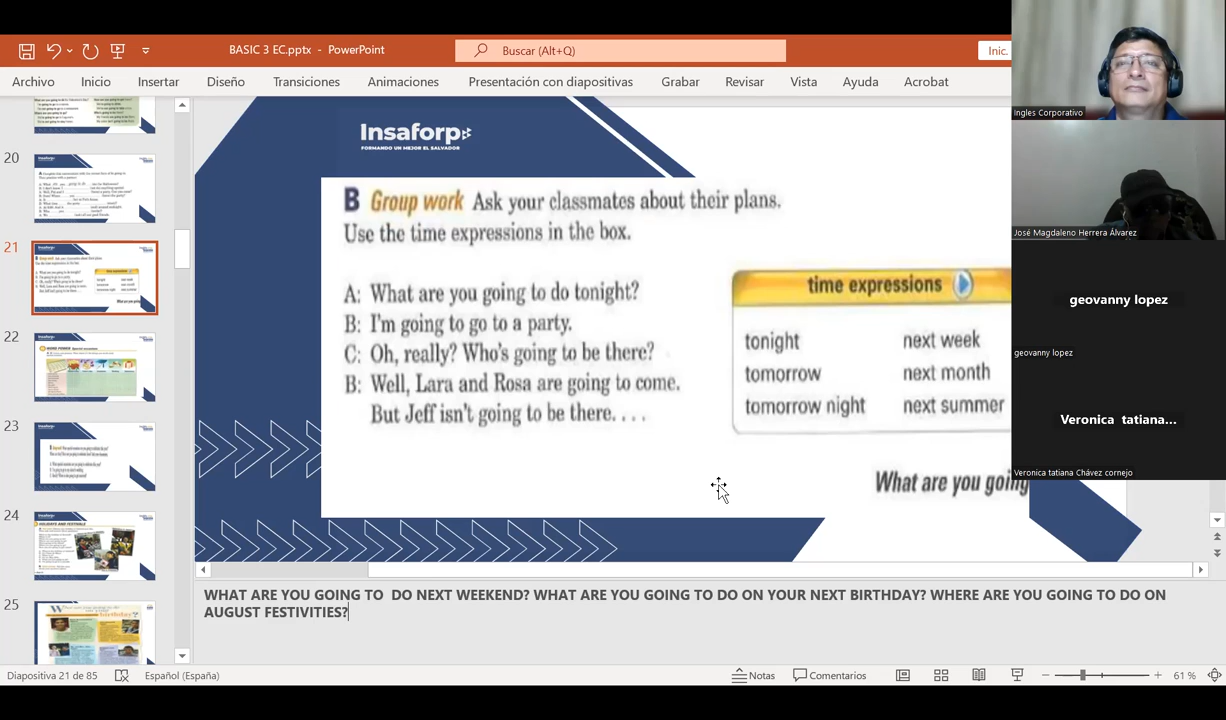 BASIC 3 EC.pptx - PowerPoint
Buscar (Alt+Q)
Inic.
Archivo Inicio Insertar Diseño Transiciones Animaciones Presentación con diapositivas Grabar Revisar Vista Ayuda Acrobat
Ingles Corporativo
José Magdaleno Herrera Álvarez
geovanny lopez
geovanny lopez
Veronica tatiana...
Veronica tatiana Chávez cornejo
20
21
22
23
24
25
Insaforp
FORMANDO UN MEJOR EL SALVADOR
B Group work Ask your classmates about their plans.
Use the time expressions in the box.
A: What are you going to do tonight?
B: I'm going to go to a party.
C: Oh, really? Who's going to be there?
B: Well, Lara and Rosa are going to come.
But Jeff isn't going to be there. . . .
time expressions
tonight next week
tomorrow next month
tomorrow night next summer
What are you going
WHAT ARE YOU GOING TO  DO NEXT WEEKEND? WHAT ARE YOU GOING TO DO ON YOUR NEXT BIRTHDAY? WHERE ARE YOU GOING TO DO ON
AUGUST FESTIVITIES?
Diapositiva 21 de 85 Español (España) Notas Comentarios 61 %